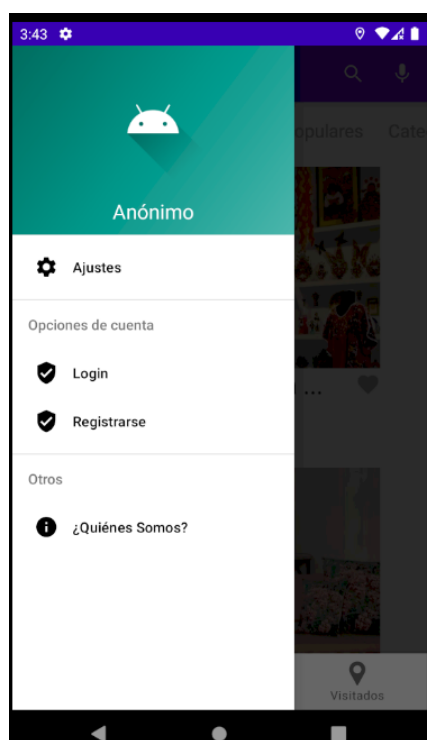 3:43
Anónimo
opulares Cate
Ajustes
Opciones de cuenta
Login
...
Registrarse
Otros
¿Quiénes Somos?
Visitados